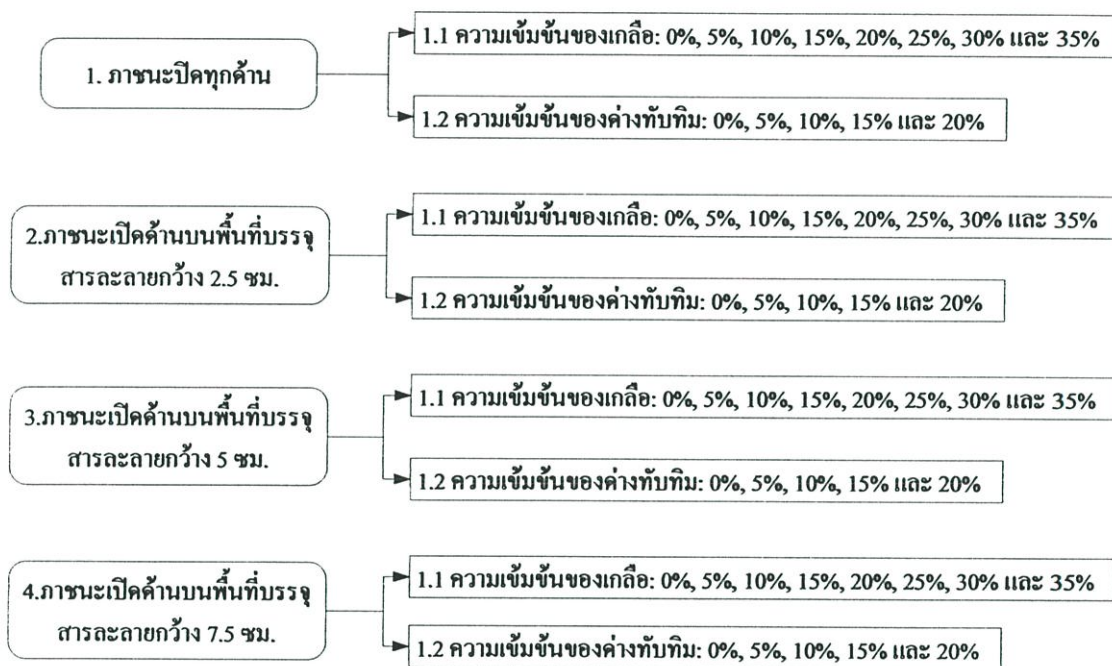 1. ภาชนะปิดทุกด้าน
1.1 ความเข้มข้นของเกลือ: 0%, 5%, 10%, 15%, 20%, 25%, 30% และ 35%
1.2 ความเข้มข้นของด่างทับทิม: 0%, 5%, 10%, 15% และ 20%
2.ภาชนะเปิดด้านบนพื้นที่บรรจุ
สารละลายกว้าง 2.5 ซม.
1.1 ความเข้มข้นของเกลือ: 0%, 5%, 10%, 15%, 20%, 25%, 30% และ 35%
1.2 ความเข้มข้นของด่างทับทิม: 0%, 5%, 10%, 15% และ 20%
3.ภาชนะเปิดด้านบนพื้นที่บรรจุ
สารละลายกว้าง 5 ซม.
1.1 ความเข้มข้นของเกลือ: 0%, 5%, 10%, 15%, 20%, 25%, 30% และ 35%
1.2 ความเข้มข้นของด่างทับทิม: 0%, 5%, 10%, 15% และ 20%
4.ภาชนะเปิดด้านบนพื้นที่บรรจุ
สารละลายกว้าง 7.5 ซม.
1.1 ความเข้มข้นของเกลือ: 0%, 5%, 10%, 15%, 20%, 25%, 30% และ 35%
1.2 ความเข้มข้นของด่างทับทิม: 0%, 5%, 10%, 15% และ 20%